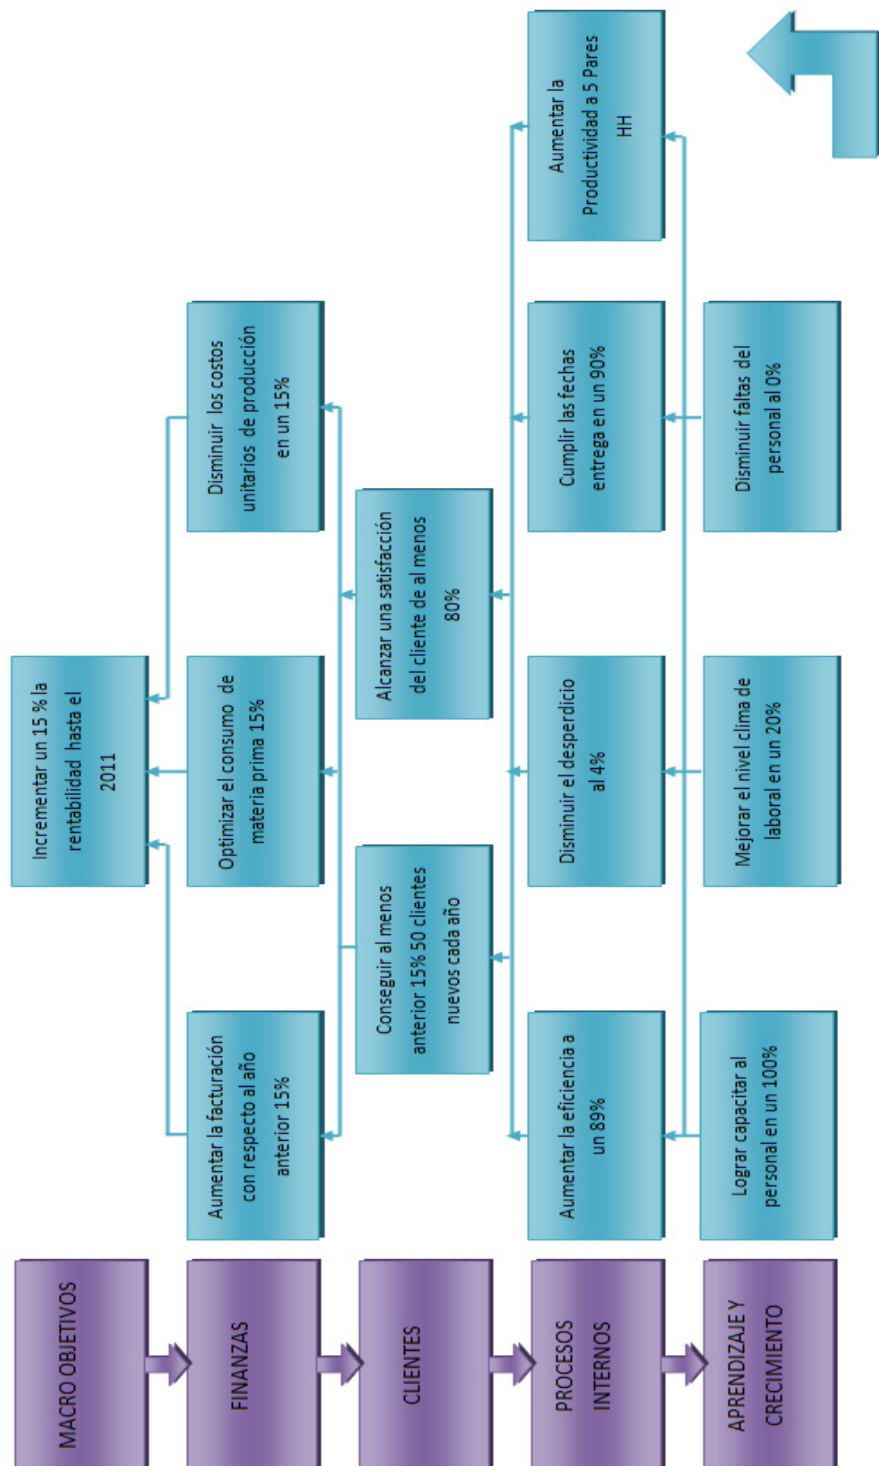 MACRO OBJETIVOS
Incrementar un 15 % la
rentabilidad hasta el
2011
FINANZAS
Aumentar la facturación
con respecto al año
anterior 15%
Optimizar el consumo de
materia prima 15%
Disminuir los costos
unitarios de producción
en un 15%
CLIENTES
Conseguir al menos
anterior 15% 50 clientes
nuevos cada año
Alcanzar una satisfacción
del cliente de al menos
80%
PROCESOS
INTERNOS
Aumentar la eficiencia a
un 89%
Disminuir el desperdicio
al 4%
Cumplir las fechas
entrega en un 90%
Aumentar la
Productividad a 5 Pares
HH
APRENDIZAJE Y
CRECIMIENTO
Lograr capacitar al
personal en un 100%
Mejorar el nivel clima de
laboral en un 20%
Disminuir faltas del
personal al 0%